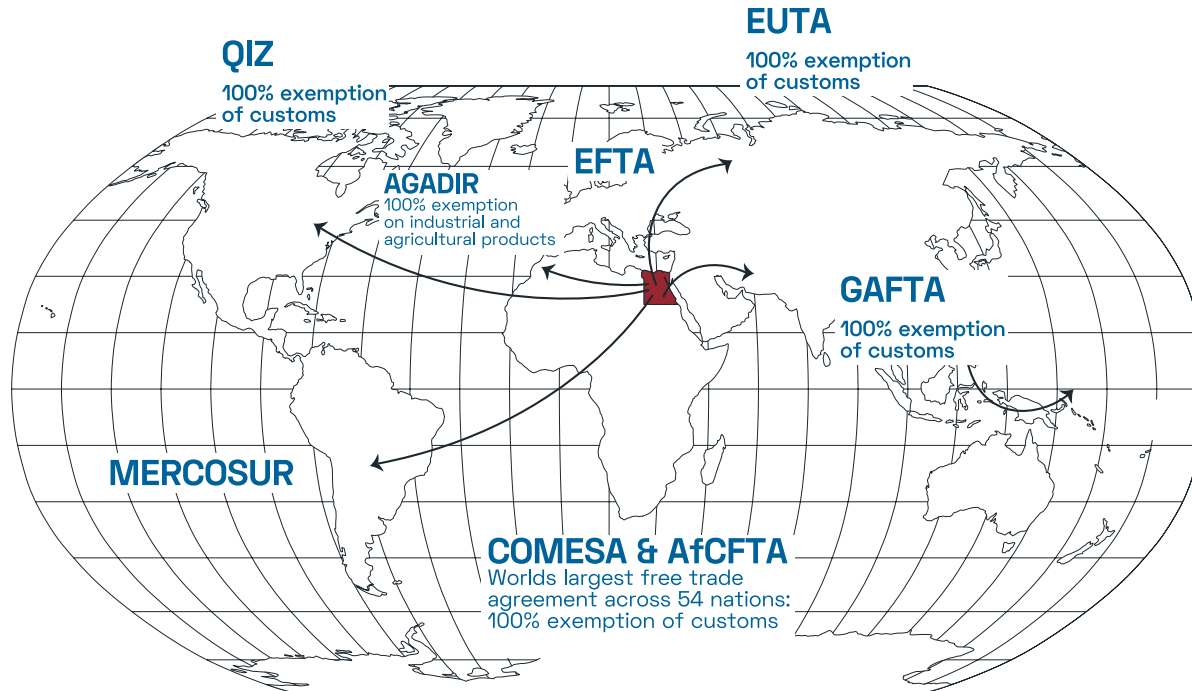 QIZ
100% exemption
of customs
EUTA
100% exemption
of customs
EFTA
AGADIR
100% exemption
on industrial and
agricultural products
GAFTA
100% exemption
of customs
MERCOSUR
COMESA & AfCFTA
Worlds largest free trade
agreement across 54 nations:
100% exemption of customs